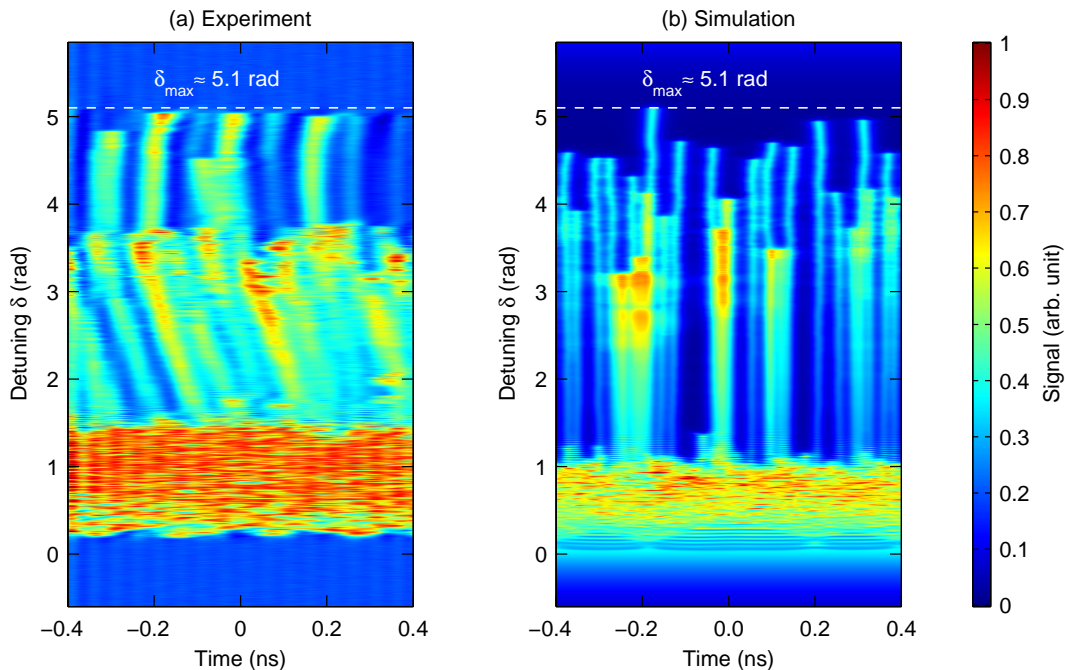 (a) Experiment
(b) Simulation
δmax ≈ 5.1 rad
δmax ≈ 5.1 rad
Detuning δ (rad)
5
4
3
2
1
0
−0.4 −0.2 0 0.2 0.4
Time (ns)
Detuning δ (rad)
5
4
3
2
1
0
−0.4 −0.2 0 0.2 0.4
Time (ns)
1
0.9
0.8
0.7
0.6
0.5
0.4
0.3
0.2
0.1
0
Signal (arb. unit)